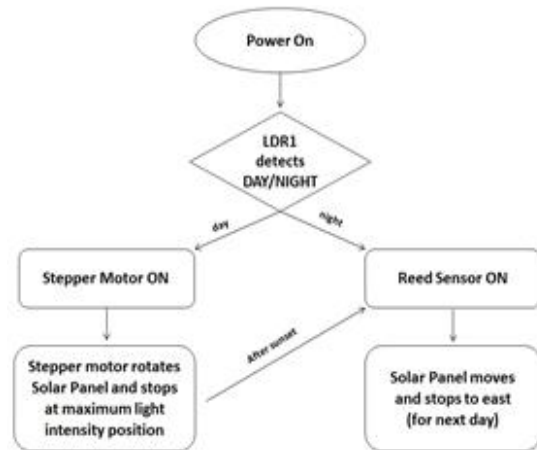 Power On
LDR1
detects
DAY/NIGHT
day
night
Stepper Motor ON
Reed Sensor ON
After sunset
Stepper motor rotates
Solar Panel and stops
at maximum light
intensity position
Solar Panel moves
and stops to east
(for next day)